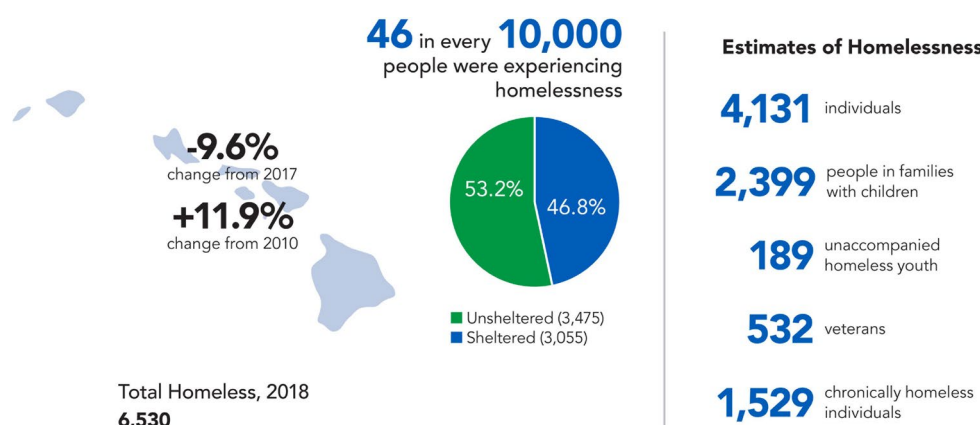 46 in every 10,000
people were experiencing
homelessness
-9.6%
change from 2017
+11.9%
change from 2010
53.2%
46.8%
Unsheltered (3,475)
Sheltered (3,055)
Total Homeless, 2018
6,530
Estimates of Homelessness
4,131 individuals
2,399 people in families
with children
189 unaccompanied
homeless youth
532 veterans
1,529 chronically homeless
individuals